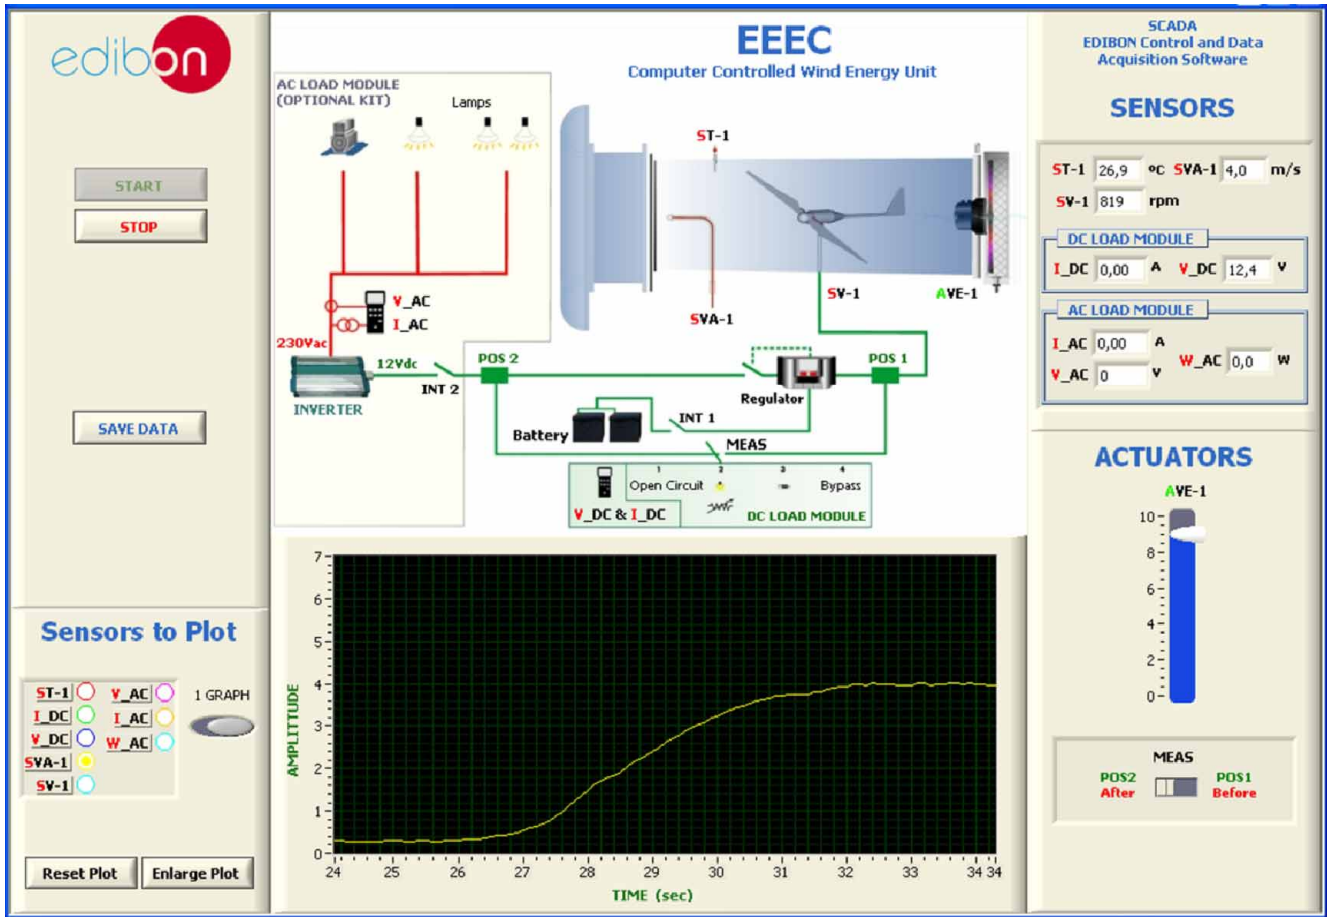 edibon
START
STOP
SAVE DATA
Sensors to Plot
ST-1
I_DC
V_DC
SVA-1
SV-1
V_AC
I_AC
W_AC
1 GRAPH
Reset Plot
Enlarge Plot
EEEC
Computer Controlled Wind Energy Unit
AC LOAD MODULE
(OPTIONAL KIT)
Lamps
ST-1
SVA-1
SV-1
AVE-1
V_AC
I_AC
230Vac
12Vdc
INVERTER
INT 2
POS 2
POS 1
Regulator
INT 1
Battery
MEAS
1 2 3 4
Open Circuit
Bypass
V_DC & I_DC
DC LOAD MODULE
AMPLITTUDE
7
6
5
4
3
2
1
0
24 25 26 27 28 29 30 31 32 33 34 34
TIME (sec)
SCADA
EDIBON Control and Data
Acquisition Software
SENSORS
ST-1 26,9 ºC SVA-1 4,0 m/s
SV-1 819 rpm
DC LOAD MODULE
I_DC 0,00 A V_DC 12,4 V
AC LOAD MODULE
I_AC 0,00 A
V_AC 0 V
W_AC 0,0 W
ACTUATORS
AVE-1
10
8
6
4
2
0
MEAS
POS2
After
POS1
Before